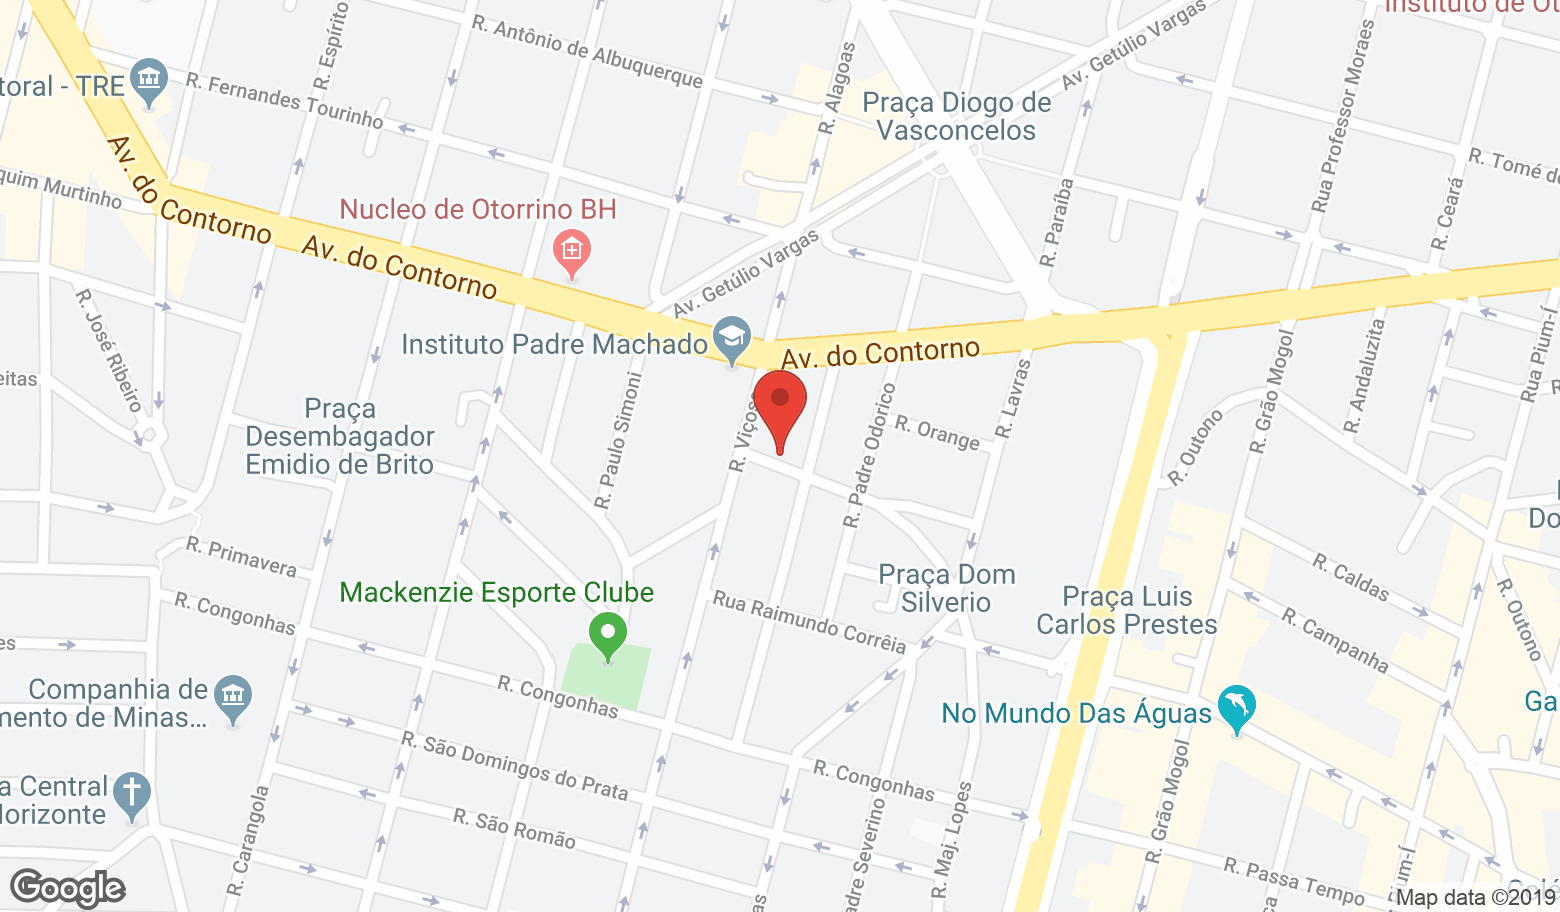 Instituto de Ot
R. Antônio de Albuquerque
R. Espírito
Av. Getúlio Vargas
R. Alagoas
Rua Professor Moraes
toral - TRE
R. Fernandes Tourinho
Praça Diogo de
Vasconcelos
Av. do Contorno
R. Tomé de
quim Murtinho
Nucleo de Otorrino BH
R. Paraíba
R. Ceará
Av. do Contorno
Av. Getúlio Vargas
R. José Ribeiro
Instituto Padre Machado
Av. do Contorno
R. Grão Mogol
R. Andaluzita
Rua Pium-Í
eitas
R. Paulo Simoni
R. Viçosa
R. Padre Odorico
R. Orange
R. Lavras
R. Outono
Praça
Desembagador
Emidio de Brito
Do
R. Primavera
R. Caldas
Praça Dom
Silverio
Mackenzie Esporte Clube
Praça Luis
Carlos Prestes
R. Congonhas
Rua Raimundo Corrêia
R. Campanha
R. Outono
es
Companhia de
mento de Minas...
R. Congonhas
No Mundo Das Águas
Ga
R. São Domingos do Prata
R. Congonhas
R. Grão Mogol
a Central
Horizonte
R. Carangola
R. São Romão
Padre Severino
R. Maj. Lopes
R. Passa Tempo
ium-Í
as
ça
Google
Map data ©2019